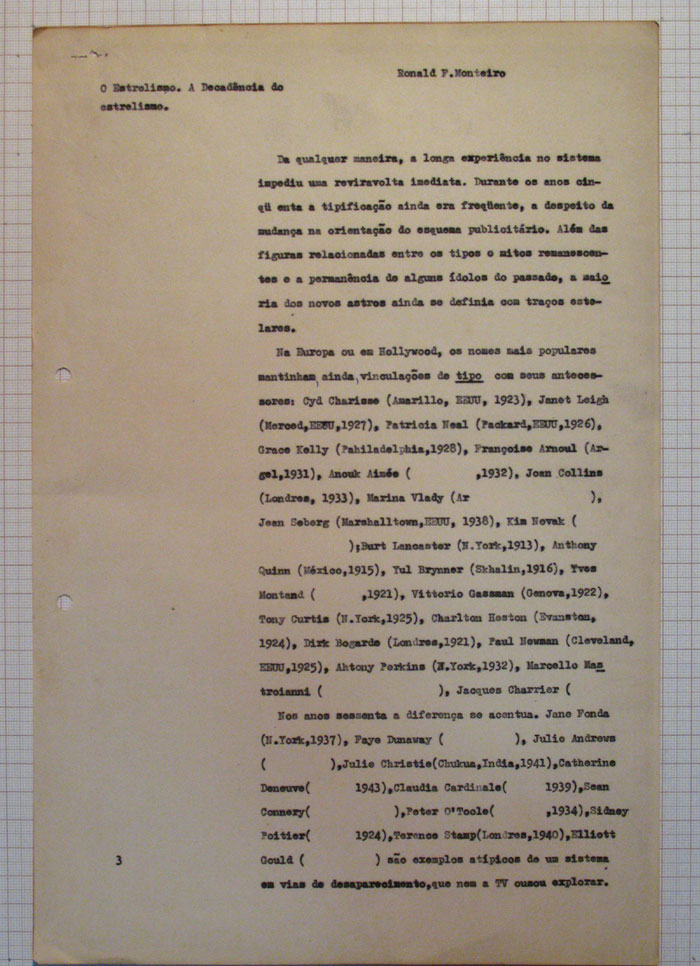 Ronald F.Monteiro
O Estrelismo. A Decadência do
estrelismo.
Da qualquer maneira, a longa experiência no sistema
impediu uma reviravolta imediata. Durante os anos cin-
qü enta a tipificação ainda era freqüente, a despeito da
mudança na orientação do esquema publicitário. Além das
figuras relacionadas entre os tipos e mitos remanescen-
tes e a permanência de alguns ídolos do passado, a maio
ria dos novos astros ainda se definia com traços este-
lares.
Na Europa ou em Hollywood, os nomes mais populares
mantinham, ainda, vinculações de tipo com seus anteces-
sores: Cyd Charisse (Amarillo, EEUU, 1923), Janet Leigh
(Merced,EEUU,1927), Patricia Neal (Packard,EEUU,1926),
Grace Kelly (Pahiladelphia,1928), Françoise Arnoul (Ar-
gel,1931), Anouk Aimée ( ,1932), Joan Collins
(Londres, 1933), Marina Vlady (Ar ),
Jean Seberg (Marshalltown,EEUU, 1938), Kim Novak (
);Burt Lancaster (N.York,1913), Anthony
Quinn (México,1915), Yul Brynner (Skhalin,1916), Yves
Montand ( ,1921), Vittorio Gassman (Genova,1922),
Tony Curtis (N.York,1925), Charlton Heston (Evanston,
1924), Dirk Bogarde (Londres,1921), Paul Newman (Cleveland,
EEUU,1925), Ahtony Perkins (N.York,1932), Marcello Mas
troianni ( ), Jacques Charrier (
Nos anos sessenta a diferença se acentua. Jane Fonda
(N.York,1937), Faye Dunaway ( ), Julie Andrews
( ),Julie Christie(Chukua,India,1941),Catherine
Deneuve( 1943),Claudia Cardinale( 1939),Sean
Connery( ),Peter O'Toole( ,1934),Sidney
Poitier( 1924),Terence Stamp(Londres,1940),Elliott
Gould ( ) são exemplos atípicos de um sistema
em vias de desaparecimento,que nem a TV ousou explorar.
3